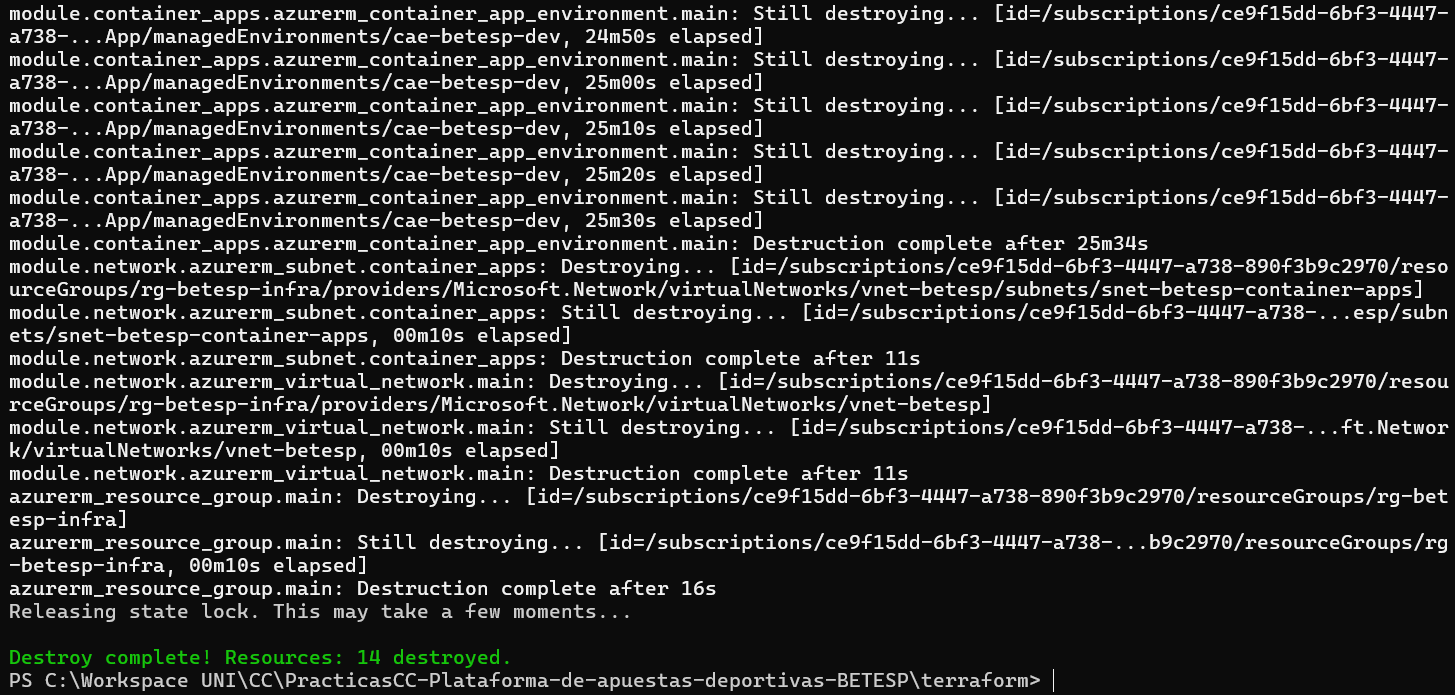 module.container_apps.azurerm_container_app_environment.main: Still destroying... [id=/subscriptions/ce9f15dd-6bf3-4447-
a738-...App/managedEnvironments/cae-betesp-dev, 24m50s elapsed]
module.container_apps.azurerm_container_app_environment.main: Still destroying... [id=/subscriptions/ce9f15dd-6bf3-4447-
a738-...App/managedEnvironments/cae-betesp-dev, 25m00s elapsed]
module.container_apps.azurerm_container_app_environment.main: Still destroying... [id=/subscriptions/ce9f15dd-6bf3-4447-
a738-...App/managedEnvironments/cae-betesp-dev, 25m10s elapsed]
module.container_apps.azurerm_container_app_environment.main: Still destroying... [id=/subscriptions/ce9f15dd-6bf3-4447-
a738-...App/managedEnvironments/cae-betesp-dev, 25m20s elapsed]
module.container_apps.azurerm_container_app_environment.main: Still destroying... [id=/subscriptions/ce9f15dd-6bf3-4447-
a738-...App/managedEnvironments/cae-betesp-dev, 25m30s elapsed]
module.container_apps.azurerm_container_app_environment.main: Destruction complete after 25m34s
module.network.azurerm_subnet.container_apps: Destroying... [id=/subscriptions/ce9f15dd-6bf3-4447-a738-890f3b9c2970/reso
urceGroups/rg-betesp-infra/providers/Microsoft.Network/virtualNetworks/vnet-betesp/subnets/snet-betesp-container-apps]
module.network.azurerm_subnet.container_apps: Still destroying... [id=/subscriptions/ce9f15dd-6bf3-4447-a738-...esp/subn
ets/snet-betesp-container-apps, 00m10s elapsed]
module.network.azurerm_subnet.container_apps: Destruction complete after 11s
module.network.azurerm_virtual_network.main: Destroying... [id=/subscriptions/ce9f15dd-6bf3-4447-a738-890f3b9c2970/resou
rceGroups/rg-betesp-infra/providers/Microsoft.Network/virtualNetworks/vnet-betesp]
module.network.azurerm_virtual_network.main: Still destroying... [id=/subscriptions/ce9f15dd-6bf3-4447-a738-...ft.Networ
k/virtualNetworks/vnet-betesp, 00m10s elapsed]
module.network.azurerm_virtual_network.main: Destruction complete after 11s
azurerm_resource_group.main: Destroying... [id=/subscriptions/ce9f15dd-6bf3-4447-a738-890f3b9c2970/resourceGroups/rg-bet
esp-infra]
azurerm_resource_group.main: Still destroying... [id=/subscriptions/ce9f15dd-6bf3-4447-a738-...b9c2970/resourceGroups/rg
-betesp-infra, 00m10s elapsed]
azurerm_resource_group.main: Destruction complete after 16s
Releasing state lock. This may take a few moments...
Destroy complete! Resources: 14 destroyed.
PS C:\Workspace UNI\CC\PracticasCC-Plataforma-de-apuestas-deportivas-BETESP\terraform>